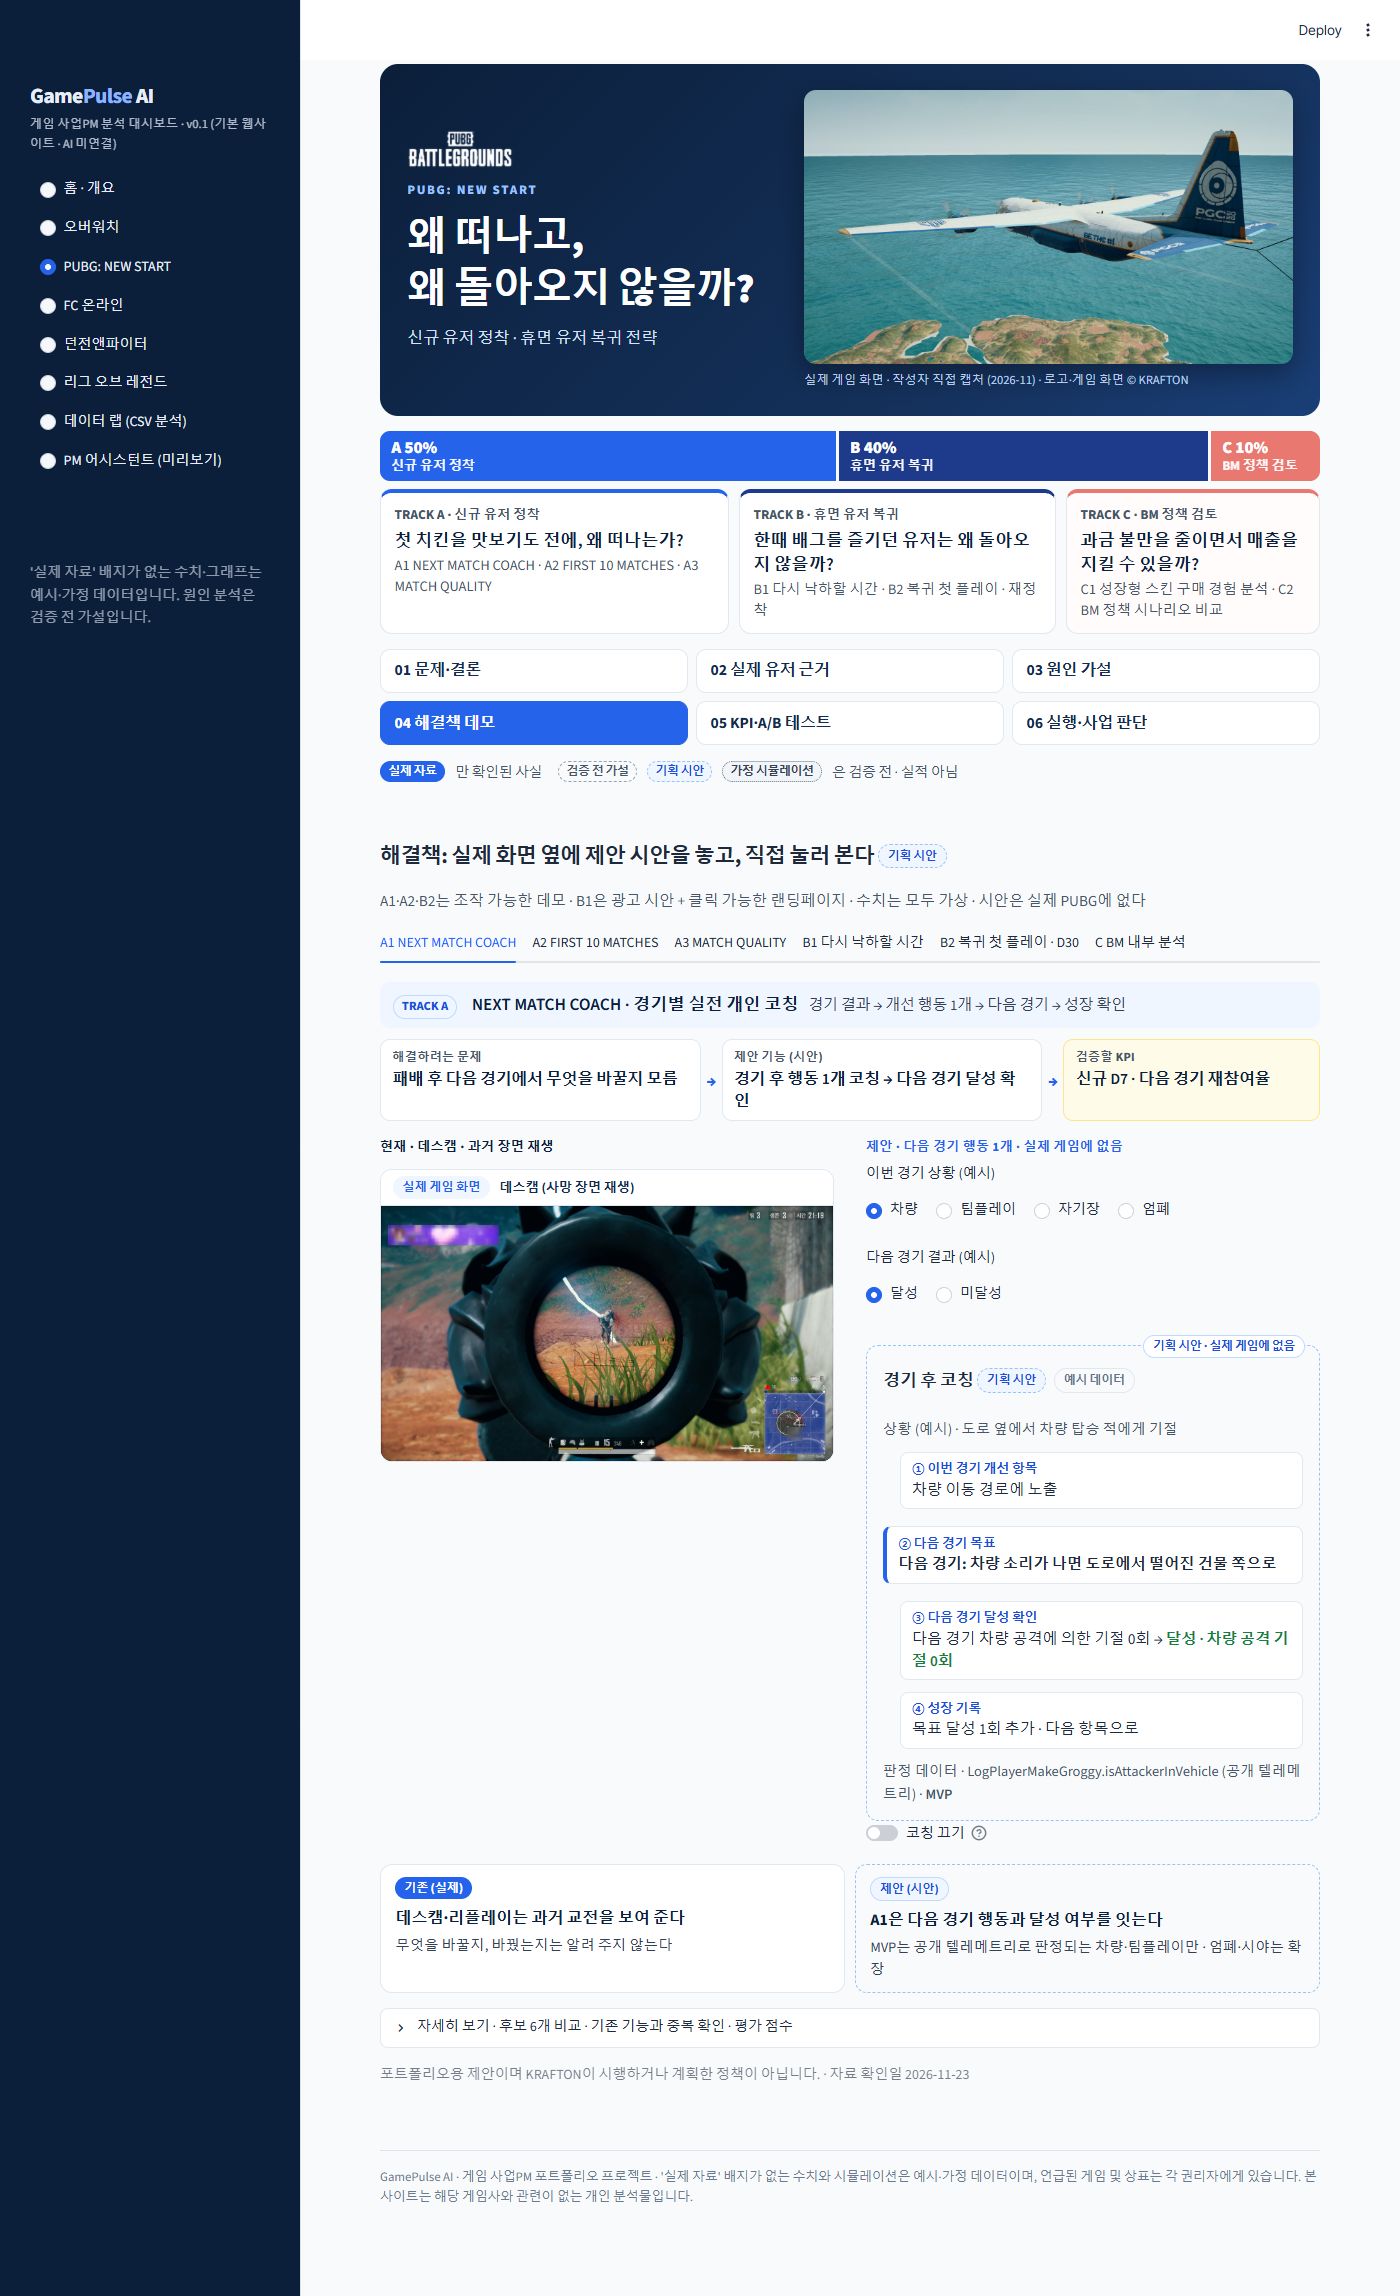 Deploy
GamePulse AI
게임 사업PM 분석 대시보드 · v0.1 (기본 웹사
이트 · AI 미연결)
홈 · 개요
오버워치
PUBG: NEW START
FC 온라인
던전앤파이터
리그 오브 레전드
데이터 랩 (CSV 분석)
PM 어시스턴트 (미리보기)
'실제 자료' 배지가 없는 수치·그래프는
예시·가정 데이터입니다. 원인 분석은
검증 전 가설입니다.
PUBG
BATTLEGROUNDS
PUBG: NEW START
왜 떠나고,
왜 돌아오지 않을까?
신규 유저 정착 · 휴면 유저 복귀 전략
PGC
실제 게임 화면 · 작성자 직접 캡처 (2026-11) · 로고·게임 화면 © KRAFTON
A 50%
신규 유저 정착
B 40%
휴면 유저 복귀
C 10%
BM 정책 검토
TRACK A · 신규 유저 정착
첫 치킨을 맛보기도 전에, 왜 떠나는가?
A1 NEXT MATCH COACH · A2 FIRST 10 MATCHES · A3
MATCH QUALITY
TRACK B · 휴면 유저 복귀
한때 배그를 즐기던 유저는 왜 돌아오
지 않을까?
B1 다시 낙하할 시간 · B2 복귀 첫 플레이 · 재정
착
TRACK C · BM 정책 검토
과금 불만을 줄이면서 매출을
지킬 수 있을까?
C1 성장형 스킨 구매 경험 분석 · C2
BM 정책 시나리오 비교
01 문제·결론
02 실제 유저 근거
03 원인 가설
04 해결책 데모
05 KPI·A/B 테스트
06 실행·사업 판단
실제 자료 만 확인된 사실 검증 전 가설 기획 시안 가정 시뮬레이션 은 검증 전 · 실적 아님
해결책: 실제 화면 옆에 제안 시안을 놓고, 직접 눌러 본다 기획 시안
A1·A2·B2는 조작 가능한 데모 · B1은 광고 시안 + 클릭 가능한 랜딩페이지 · 수치는 모두 가상 · 시안은 실제 PUBG에 없다
A1 NEXT MATCH COACH A2 FIRST 10 MATCHES A3 MATCH QUALITY B1 다시 낙하할 시간 B2 복귀 첫 플레이 · D30 C BM 내부 분석
TRACK A NEXT MATCH COACH · 경기별 실전 개인 코칭 경기 결과 → 개선 행동 1개 → 다음 경기 → 성장 확인
해결하려는 문제
패배 후 다음 경기에서 무엇을 바꿀지 모름
→
제안 기능 (시안)
경기 후 행동 1개 코칭 → 다음 경기 달성 확
인
→
검증할 KPI
신규 D7 · 다음 경기 재참여율
현재 · 데스캠 · 과거 장면 재생
실제 게임 화면 데스캠 (사망 장면 재생)
시간 21:19
15
제안 · 다음 경기 행동 1개 · 실제 게임에 없음
이번 경기 상황 (예시)
차량 팀플레이 자기장 엄폐
다음 경기 결과 (예시)
달성 미달성
기획 시안 · 실제 게임에 없음
경기 후 코칭 기획 시안 예시 데이터
상황 (예시) · 도로 옆에서 차량 탑승 적에게 기절
① 이번 경기 개선 항목
차량 이동 경로에 노출
② 다음 경기 목표
다음 경기: 차량 소리가 나면 도로에서 떨어진 건물 쪽으로
③ 다음 경기 달성 확인
다음 경기 차량 공격에 의한 기절 0회 → 달성 · 차량 공격 기
절 0회
④ 성장 기록
목표 달성 1회 추가 · 다음 항목으로
판정 데이터 · LogPlayerMakeGroggy.isAttackerInVehicle (공개 텔레메
트리) · MVP
코칭 끄기
기존 (실제)
데스캠·리플레이는 과거 교전을 보여 준다
무엇을 바꿀지, 바꿨는지는 알려 주지 않는다
제안 (시안)
A1은 다음 경기 행동과 달성 여부를 잇는다
MVP는 공개 텔레메트리로 판정되는 차량·팀플레이만 · 엄폐·시야는 확
장
자세히 보기 · 후보 6개 비교 · 기존 기능과 중복 확인 · 평가 점수
포트폴리오용 제안이며 KRAFTON이 시행하거나 계획한 정책이 아닙니다. · 자료 확인일 2026-11-23
GamePulse AI · 게임 사업PM 포트폴리오 프로젝트 · '실제 자료' 배지가 없는 수치와 시뮬레이션은 예시·가정 데이터이며, 언급된 게임 및 상표는 각 권리자에게 있습니다. 본
사이트는 해당 게임사와 관련이 없는 개인 분석물입니다.